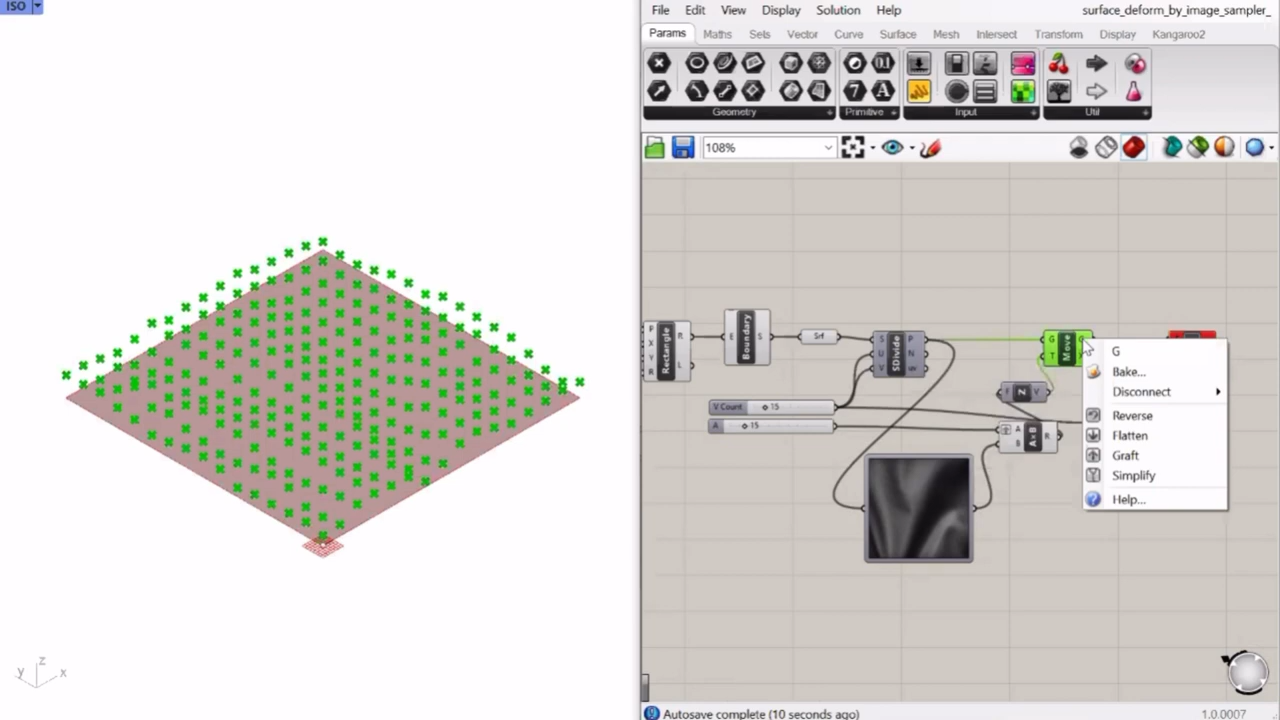 ISO
File Edit View Display Solution Help surface_deform_by_image_sampler_
Params Maths Sets Vector Curve Surface Mesh Intersect Transform Display Kangaroo2
Geometry Primitive Input Util
108%
P
X
Y
R
Rectangle
R
L
E
Boundary
S
Srf
S
U
V
SDivide
P
N
uv
G
T
Move
G
F
Z
V
V Count 15
A 15
A
B
A×B
R
G
Bake...
Disconnect
Reverse
Flatten
Graft
Simplify
Help...
z
y
x
Autosave complete (10 seconds ago) 1.0.0007